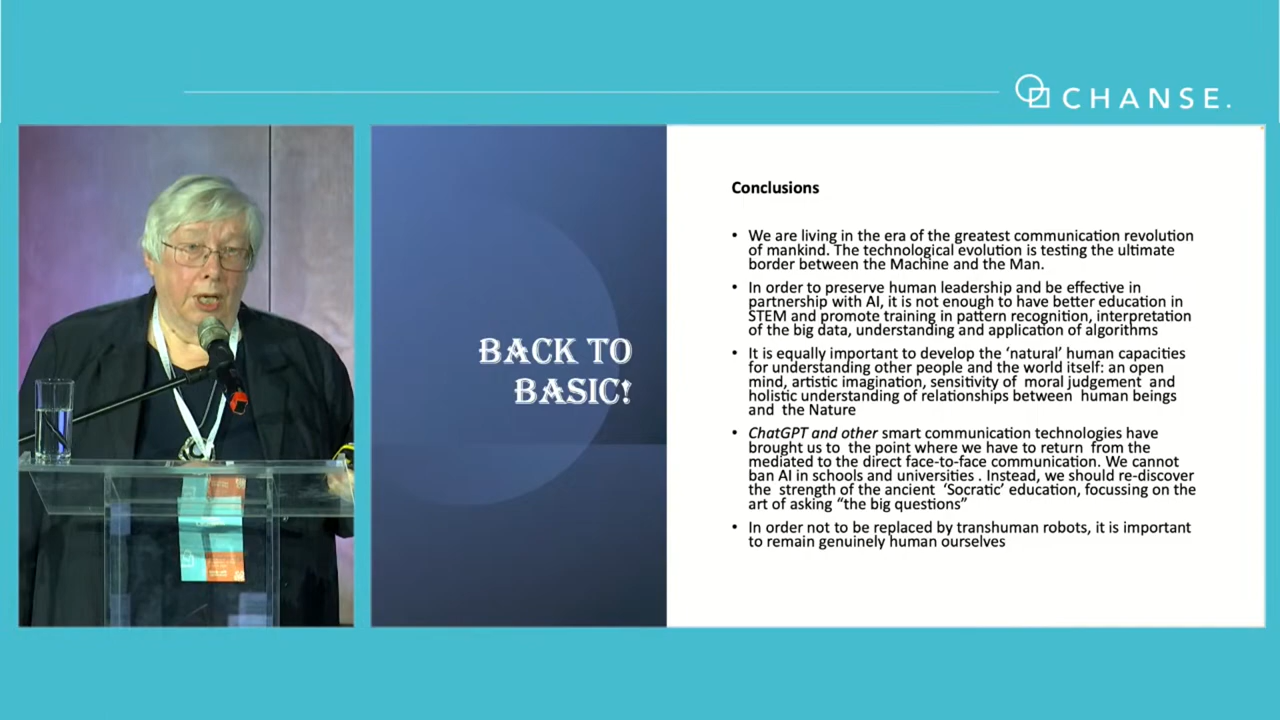 CHANSE.
BACK TO
BASIC!
Conclusions
• We are living in the era of the greatest communication revolution
of mankind. The technological evolution is testing the ultimate
border between the Machine and the Man.
• In order to preserve human leadership and be effective in
partnership with AI, it is not enough to have better education in
STEM and promote training in pattern recognition, interpretation
of the big data, understanding and application of algorithms
• It is equally important to develop the ‘natural’ human capacities
for understanding other people and the world itself: an open
mind, artistic imagination, sensitivity of moral judgement and
holistic understanding of relationships between human beings
and the Nature
• ChatGPT and other smart communication technologies have
brought us to the point where we have to return from the
mediated to the direct face-to-face communication. We cannot
ban AI in schools and universities . Instead, we should re-discover
the strength of the ancient ‘Socratic’ education, focussing on the
art of asking “the big questions”
• In order not to be replaced by transhuman robots, it is important
to remain genuinely human ourselves